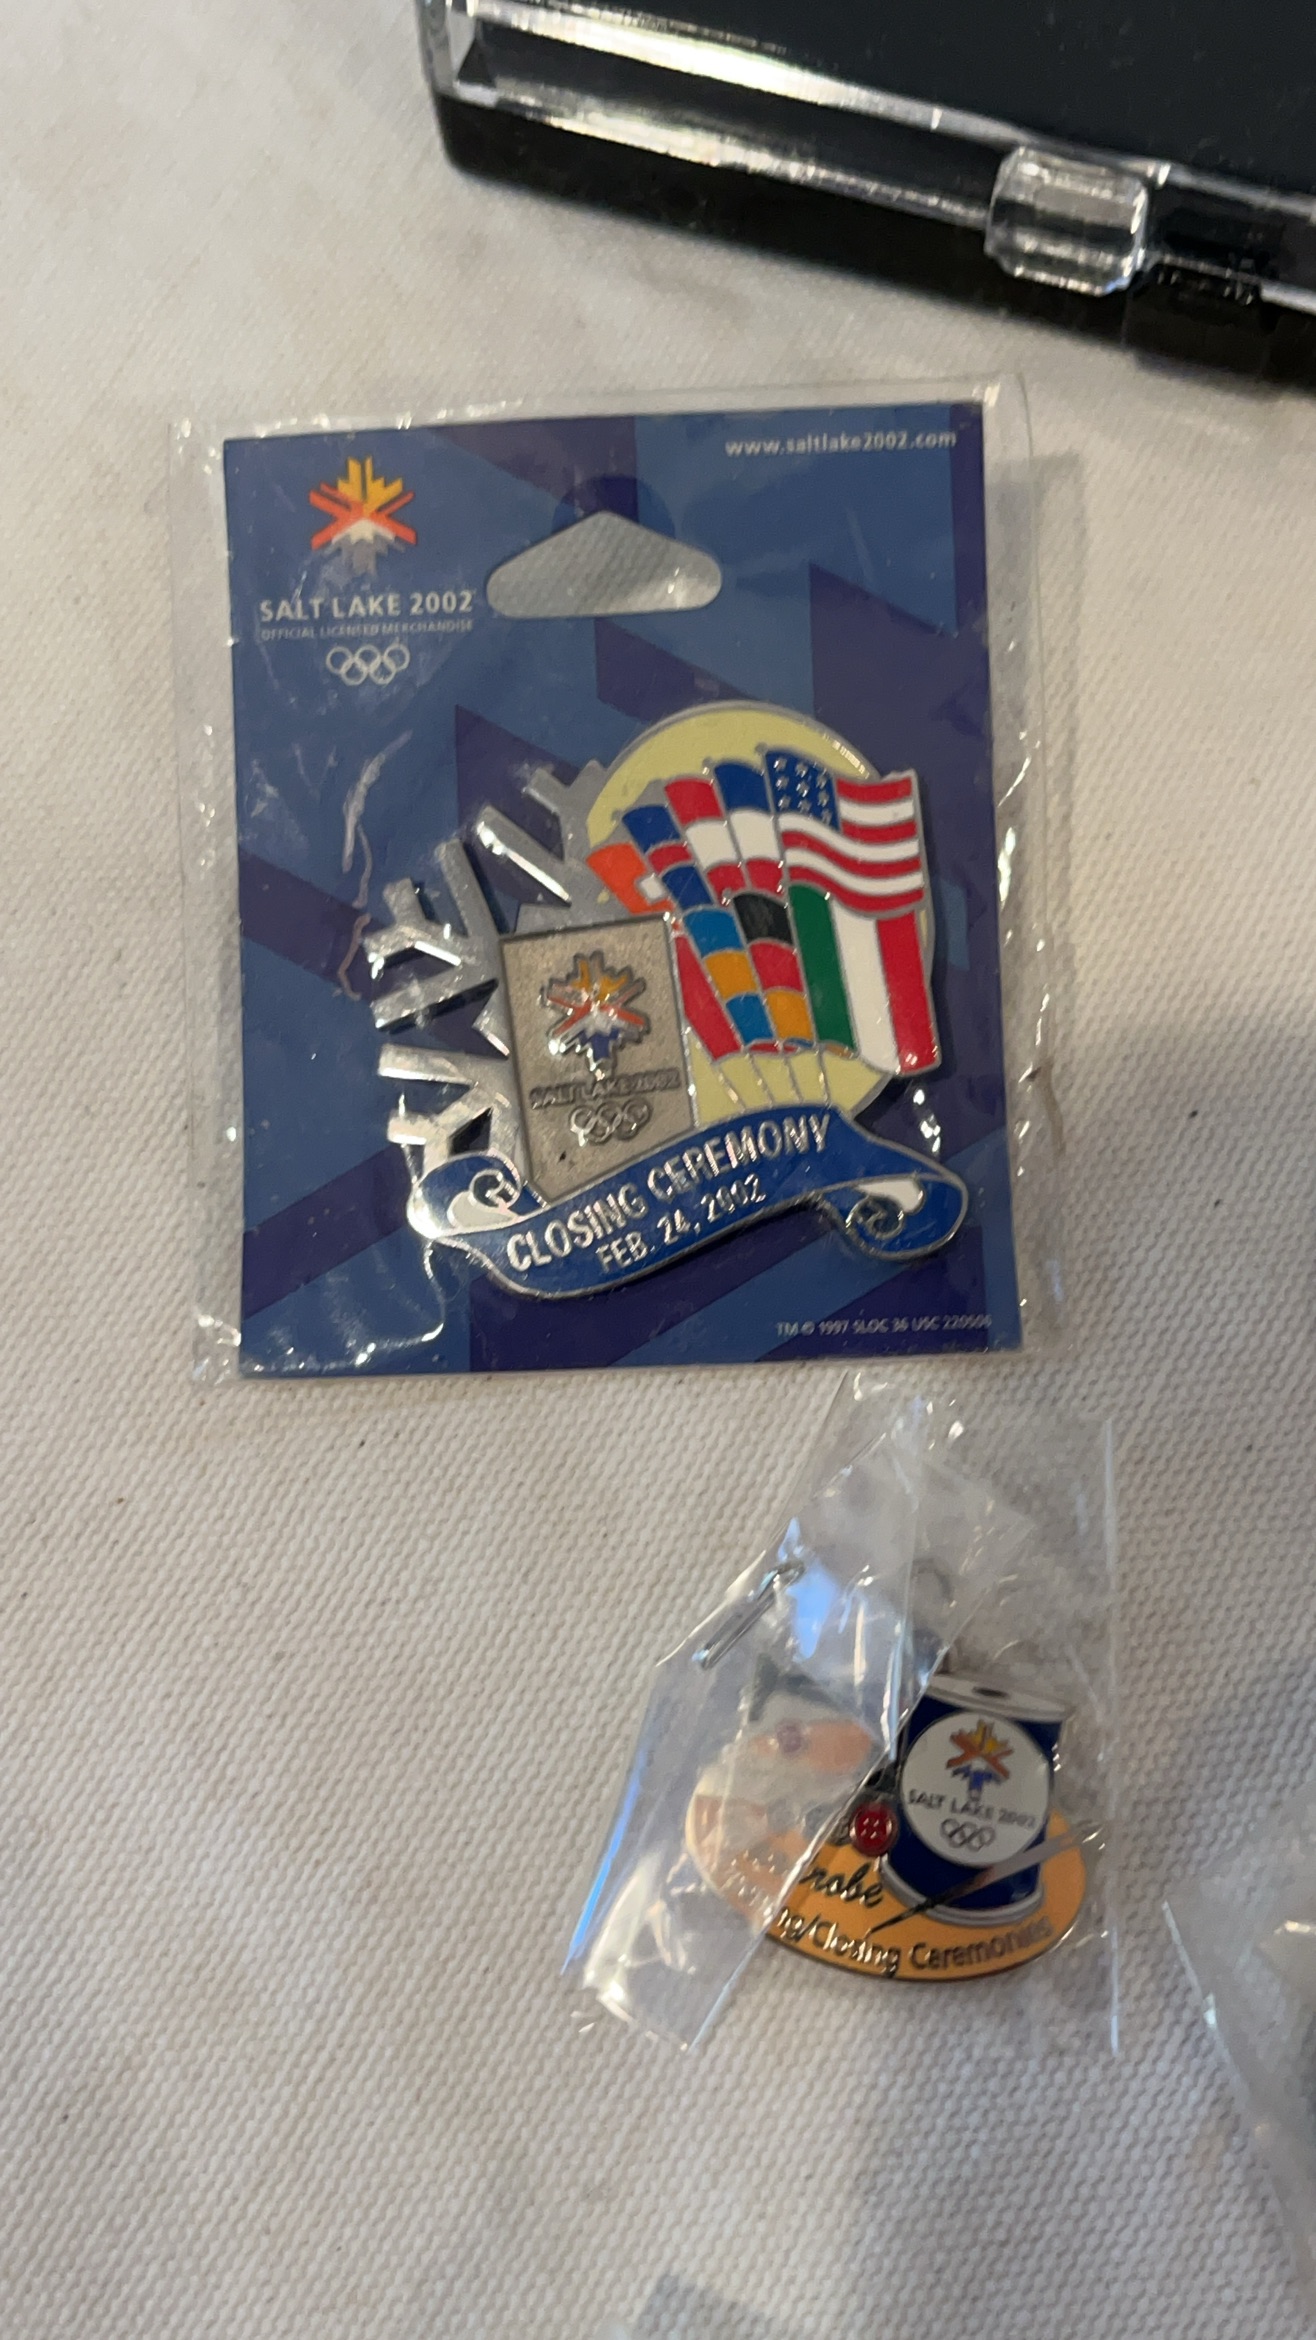 www.saltlake2002.com
SALT LAKE 2002
OFFICIAL LICENSED MERCHANDISE
SALT LAKE 2002
CLOSING CEREMONY
FEB. 24, 2002
TM © 1997 SLOC 36 USC 220506
SALT LAKE 2002
robe
ng/Closing Ceremonies